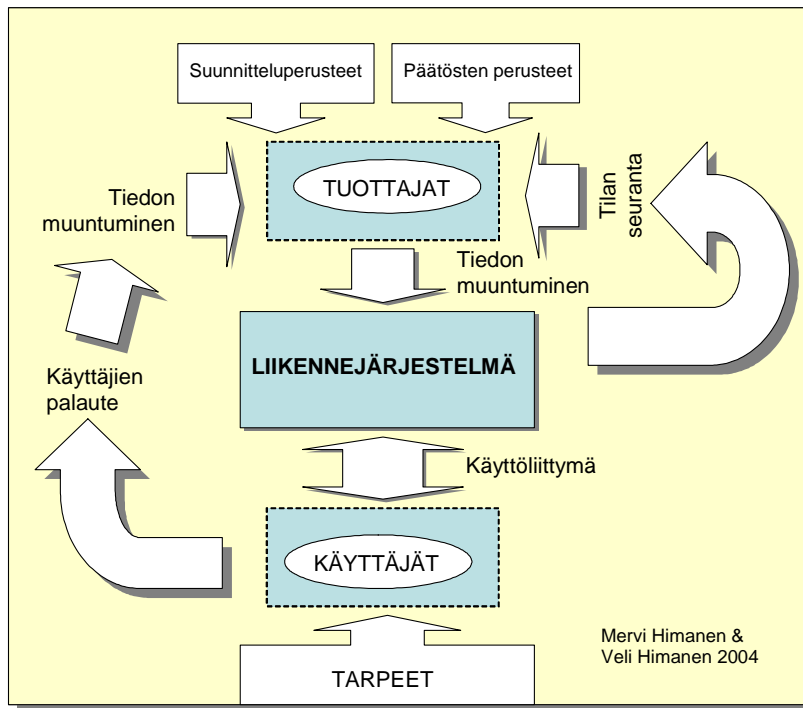 Suunnitteluperusteet
Päätösten perusteet
TUOTTAJAT
Tiedon
muuntuminen
Tilan
seuranta
Tiedon
muuntuminen
LIIKENNEJÄRJESTELMÄ
Käyttäjien
palaute
Käyttöliittymä
KÄYTTÄJÄT
Mervi Himanen &
Veli Himanen 2004
TARPEET